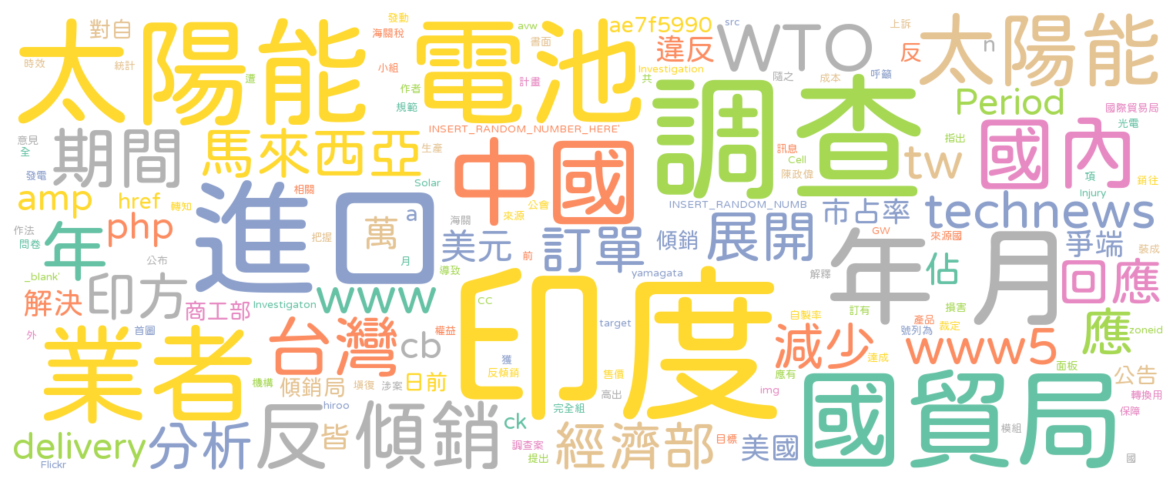 太陽能
電池
調查
WTO
太陽能
ae7f5990
違反
反
n
上訴
src
發動
avw
海關稅
書面
Investigation
共
隨之
成本
呼籲
對自
時效
統計
遭
小組
計畫
作者
規範
Period
國際貿易局
光電
指出
國內
期間
馬來西亞
INSERT_RANDOM_NUMBER_HERE'
中國
訊息
Cell
陳政偉
tw
項
Injury
銷往
意見
全
發電
生產
相關
Solar
amp
href
轉知
php
進口
萬
a
月
來源
公會
INSERT_RANDOM_NUMB
市占率
technews
年
作法
問卷
_blank'
把握
公布
美元
海關
導致
訂單
前
傾銷
展開
yamagata
GW
來源國
爭端
裝成
解釋
年
月
佔
回應
解決
印方
商工部
Investigaton
www
CC
印度
target
訂有
損害
自製率
產品
號列為
裁定
應
zoneid
外
首圖
業者
台灣
cb
權益
獲
反傾銷
減少
達成
www5
面板
公告
轉換用
保障
機構
傾銷局
填復
涉案
日前
hiroo
售價
高出
應有
img
國貿局
delivery
分析
反
皆
傾銷
ck
完全組
調查案
提出
經濟部
目標
美國
模組
國
Flickr